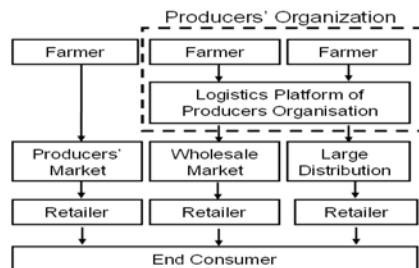 Producers' Organization
Farmer
Farmer
Farmer
Logistics Platform of
Producers Organisation
Producers'
Market
Wholesale
Market
Large
Distribution
Retailer
Retailer
Retailer
End Consumer